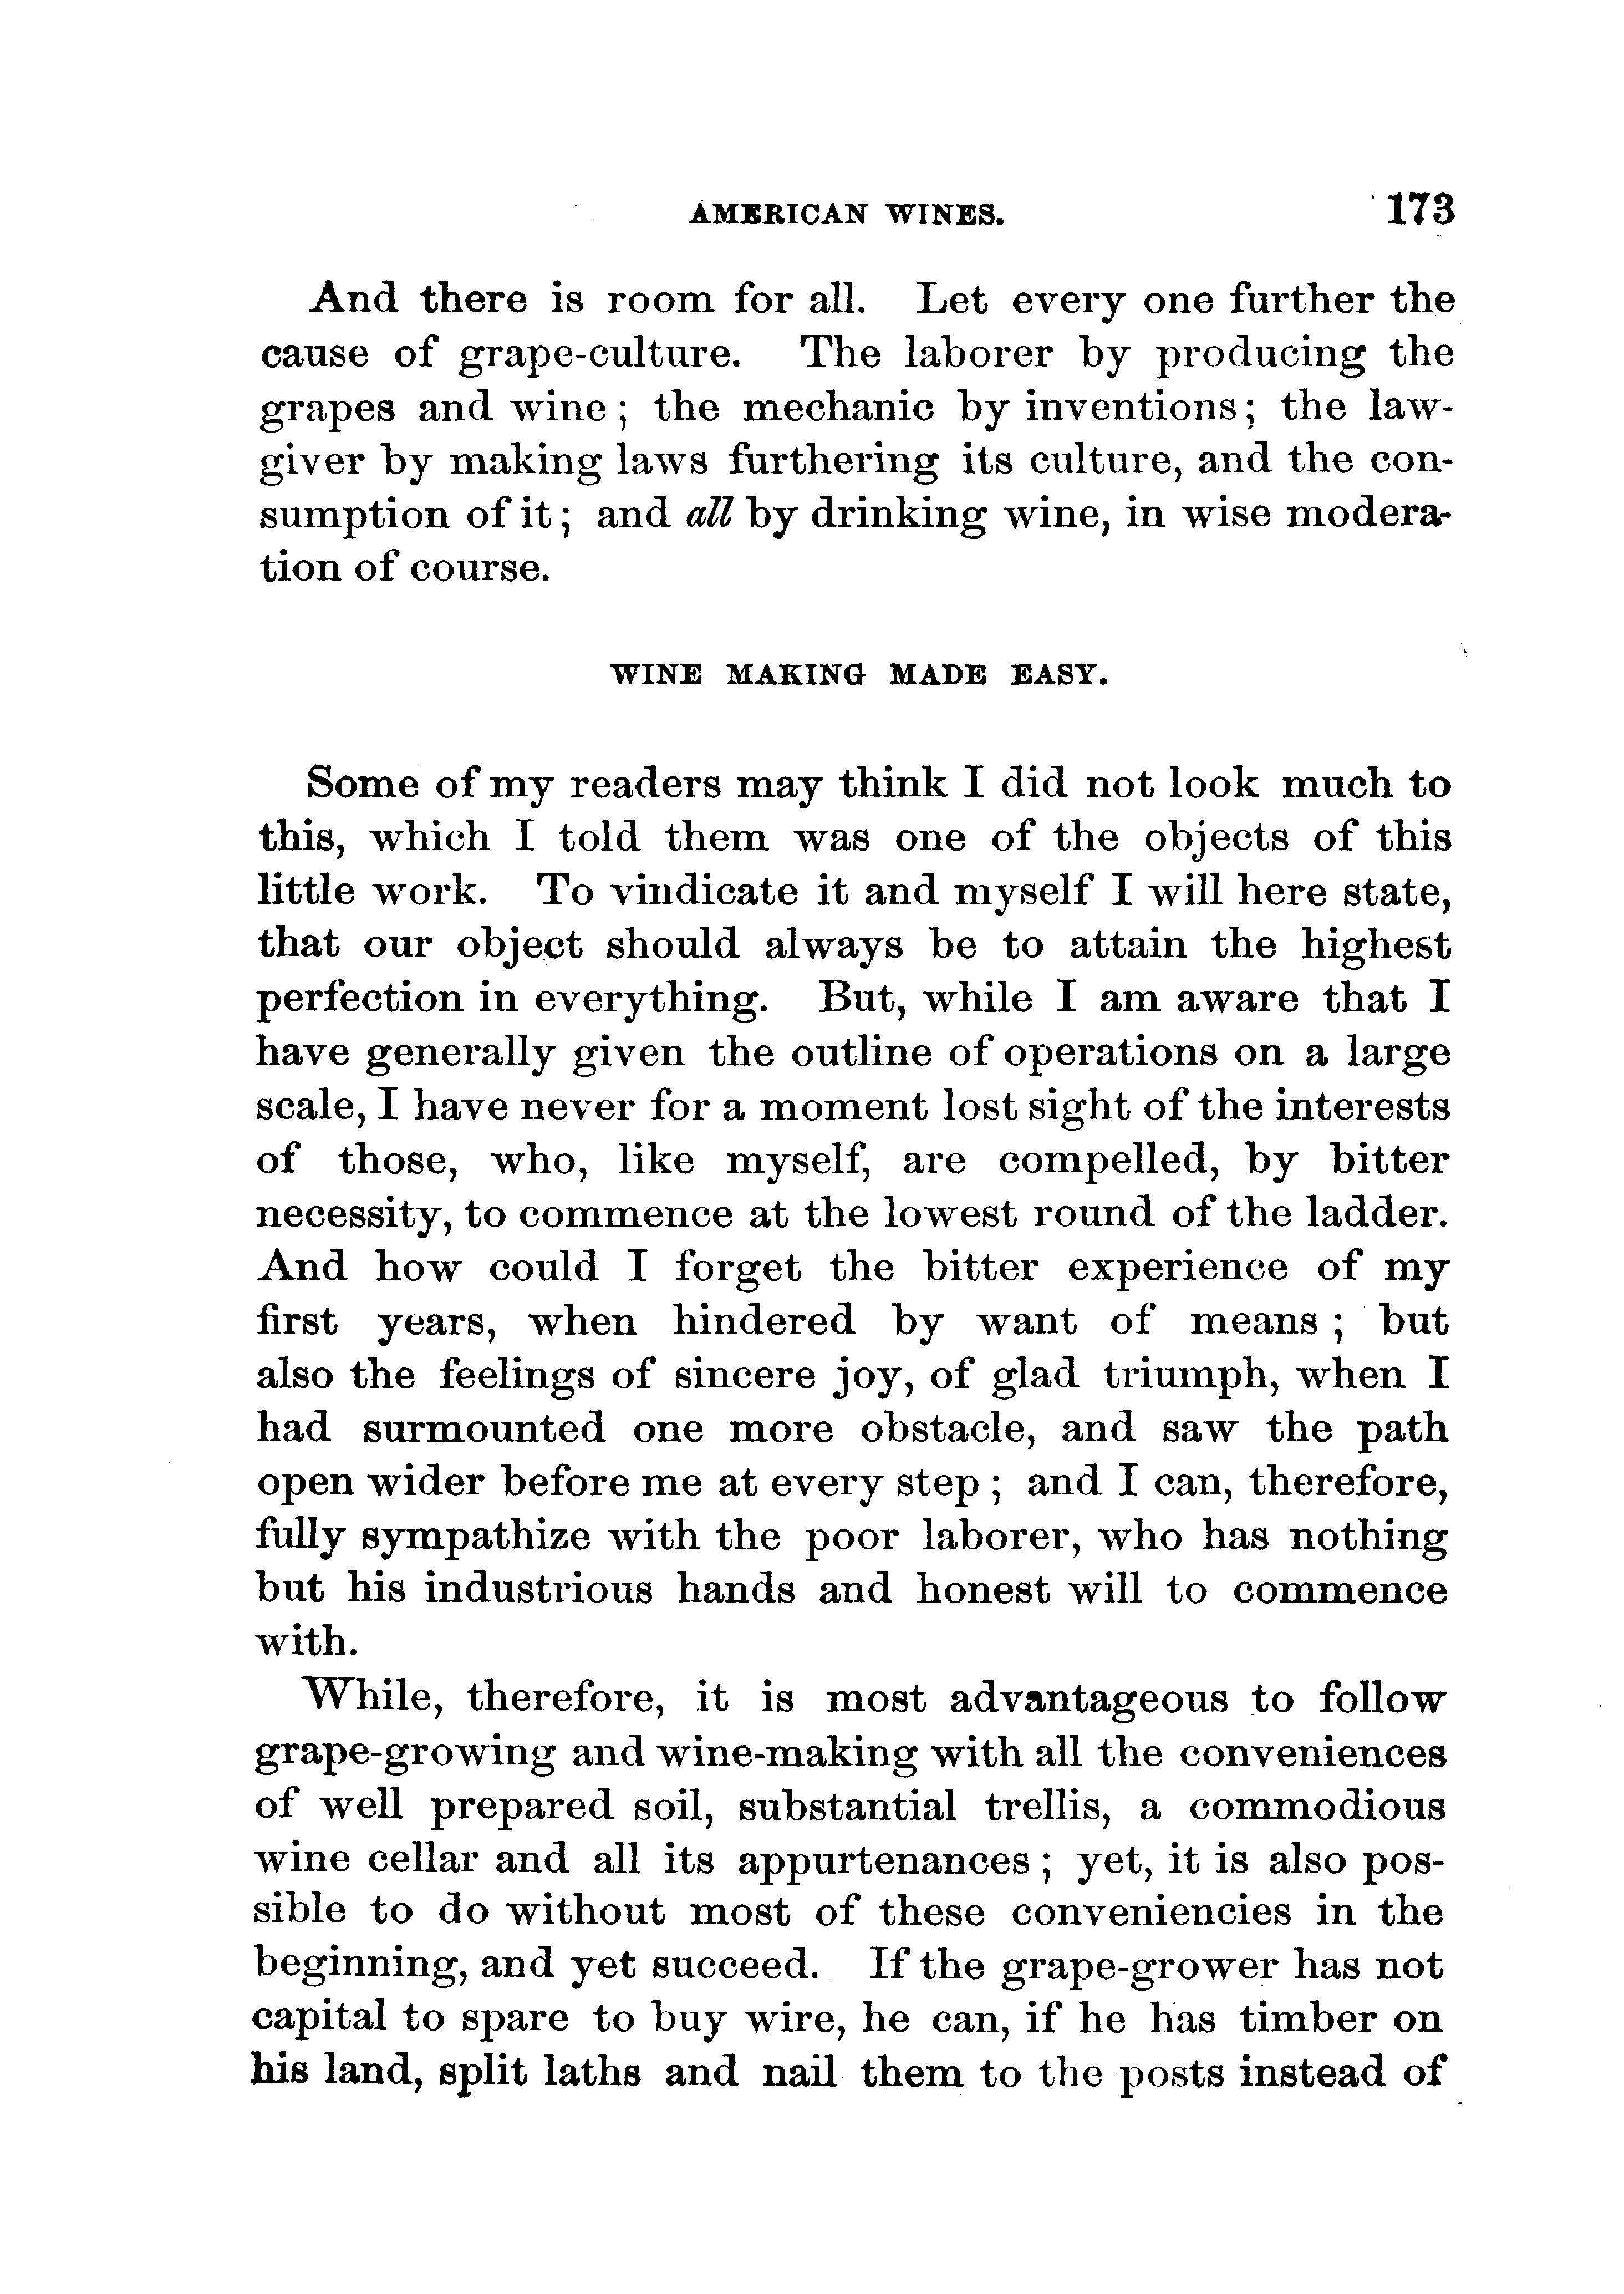 AMERICAN WINES. 173
And there is room for all. Let every one further the
cause of grape-culture. The laborer by producing the
grapes and wine; the mechanic by inventions; the law-
giver by making laws furthering its culture, and the con-
sumption of it; and all by drinking wine, in wise modera-
tion of course.
WINE MAKING MADE EASY.
Some of my readers may think I did not look much to
this, which I told them was one of the objects of this
little work. To vindicate it and myself I will here state,
that our object should always be to attain the highest
perfection in everything. But, while I am aware that I
have generally given the outline of operations on a large
scale, I have never for a moment lost sight of the interests
of those, who, like myself, are compelled, by bitter
necessity, to commence at the lowest round of the ladder.
And how could I forget the bitter experience of my
first years, when hindered by want of means; but
also the feelings of sincere joy, of glad triumph, when I
had surmounted one more obstacle, and saw the path
open wider before me at every step; and I can, therefore,
fully sympathize with the poor laborer, who has nothing
but his industrious hands and honest will to commence
with.
While, therefore, it is most advantageous to follow
grape-growing and wine-making with all the conveniences
of well prepared soil, substantial trellis, a commodious
wine cellar and all its appurtenances; yet, it is also pos-
sible to do without most of these conveniencies in the
beginning, and yet succeed. If the grape-grower has not
capital to spare to buy wire, he can, if he has timber on
his land, split laths and nail them to the posts instead of